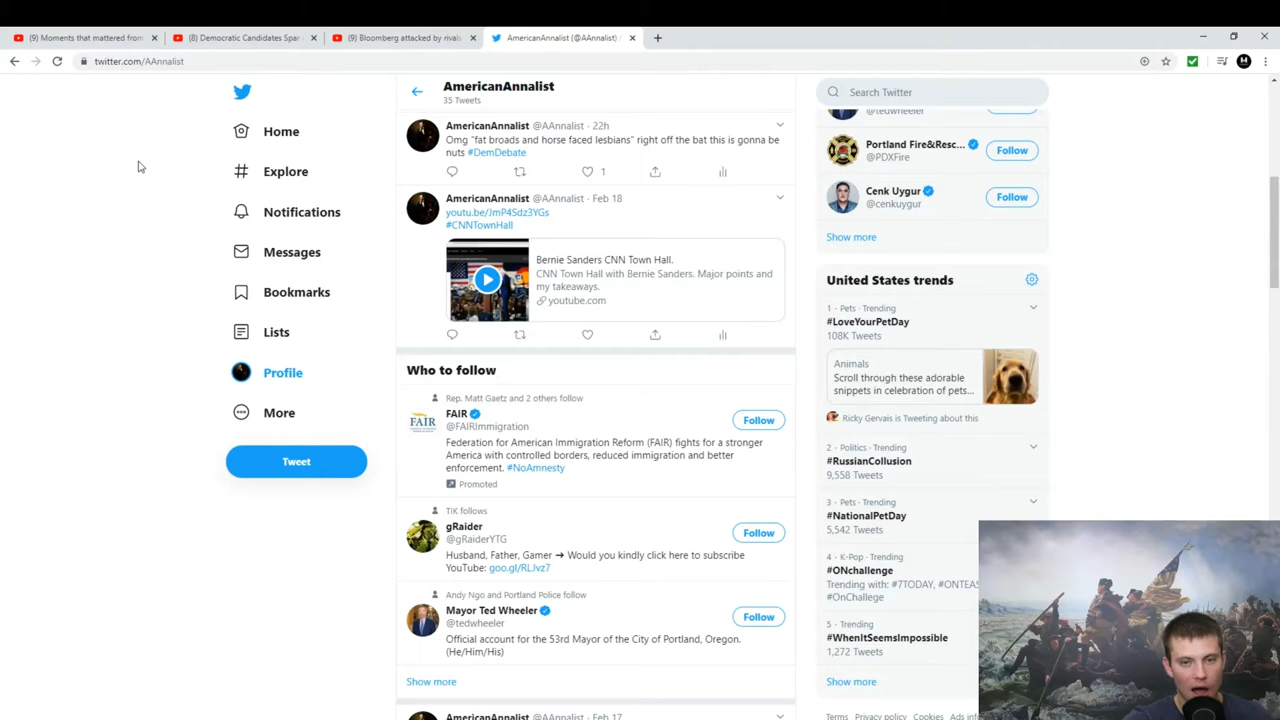 (9) Moments that mattered from
(8) Democratic Candidates Spar
(9) Bloomberg attacked by rivals
AmericanAnnalist (@AAnnalist) /
twitter.com/AAnnalist
Home
Explore
Notifications
Messages
Bookmarks
Lists
Profile
More
Tweet
AmericanAnnalist
35 Tweets
AmericanAnnalist @AAnnalist · 22h
Omg "fat broads and horse faced lesbians" right off the bat this is gonna be
nuts #DemDebate
1
AmericanAnnalist @AAnnalist · Feb 18
youtu.be/JmP4Sdz3YGs
#CNNTownHall
Bernie Sanders CNN Town Hall.
CNN Town Hall with Bernie Sanders. Major points and
my takeaways.
youtube.com
Who to follow
Rep. Matt Gaetz and 2 others follow
FAIR
@FAIRImmigration
Follow
Federation for American Immigration Reform (FAIR) fights for a stronger
America with controlled borders, reduced immigration and better
enforcement. #NoAmnesty
Promoted
TiK follows
gRaider
@gRaiderYTG
Follow
Husband, Father, Gamer → Would you kindly click here to subscribe
YouTube: goo.gl/RLJvz7
Andy Ngo and Portland Police follow
Mayor Ted Wheeler
@tedwheeler
Follow
Official account for the 53rd Mayor of the City of Portland, Oregon.
(He/Him/His)
Show more
AmericanAnnalist @AAnnalist · Feb 17
Search Twitter
@tedwheeler
Portland Fire&Resc...
@PDXFire
Follow
Cenk Uygur
@cenkuygur
Follow
Show more
United States trends
1 · Pets · Trending
#LoveYourPetDay
108K Tweets
Animals
Scroll through these adorable
snippets in celebration of pets...
Ricky Gervais is Tweeting about this
2 · Politics · Trending
#RussianCollusion
9,558 Tweets
3 · Pets · Trending
#NationalPetDay
5,542 Tweets
4 · K-Pop · Trending
#ONchallenge
Trending with: #7TODAY, #ONTEAS
#OnChallege
5 · Trending
#WhenItSeemsImpossible
1,272 Tweets
Show more
Terms Privacy policy Cookies Ads info